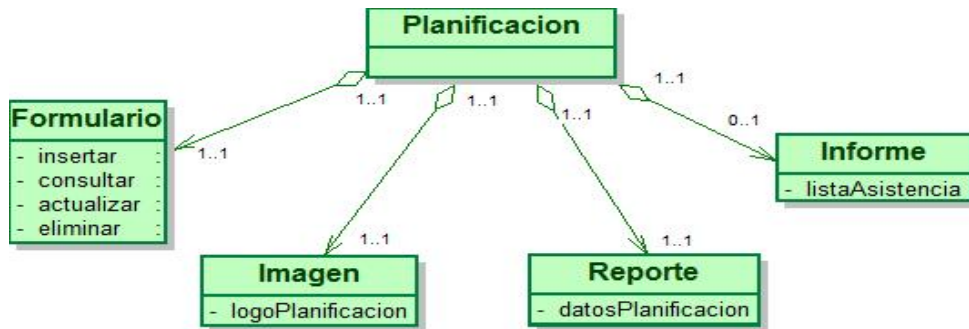 Planificacion
1..1
1..1
1..1
1..1
Formulario
- insertar :
- consultar :
- actualizar :
- eliminar :
1..1
0..1
Informe
- listaAsistencia
1..1
1..1
Imagen
- logoPlanificacion
Reporte
- datosPlanificacion